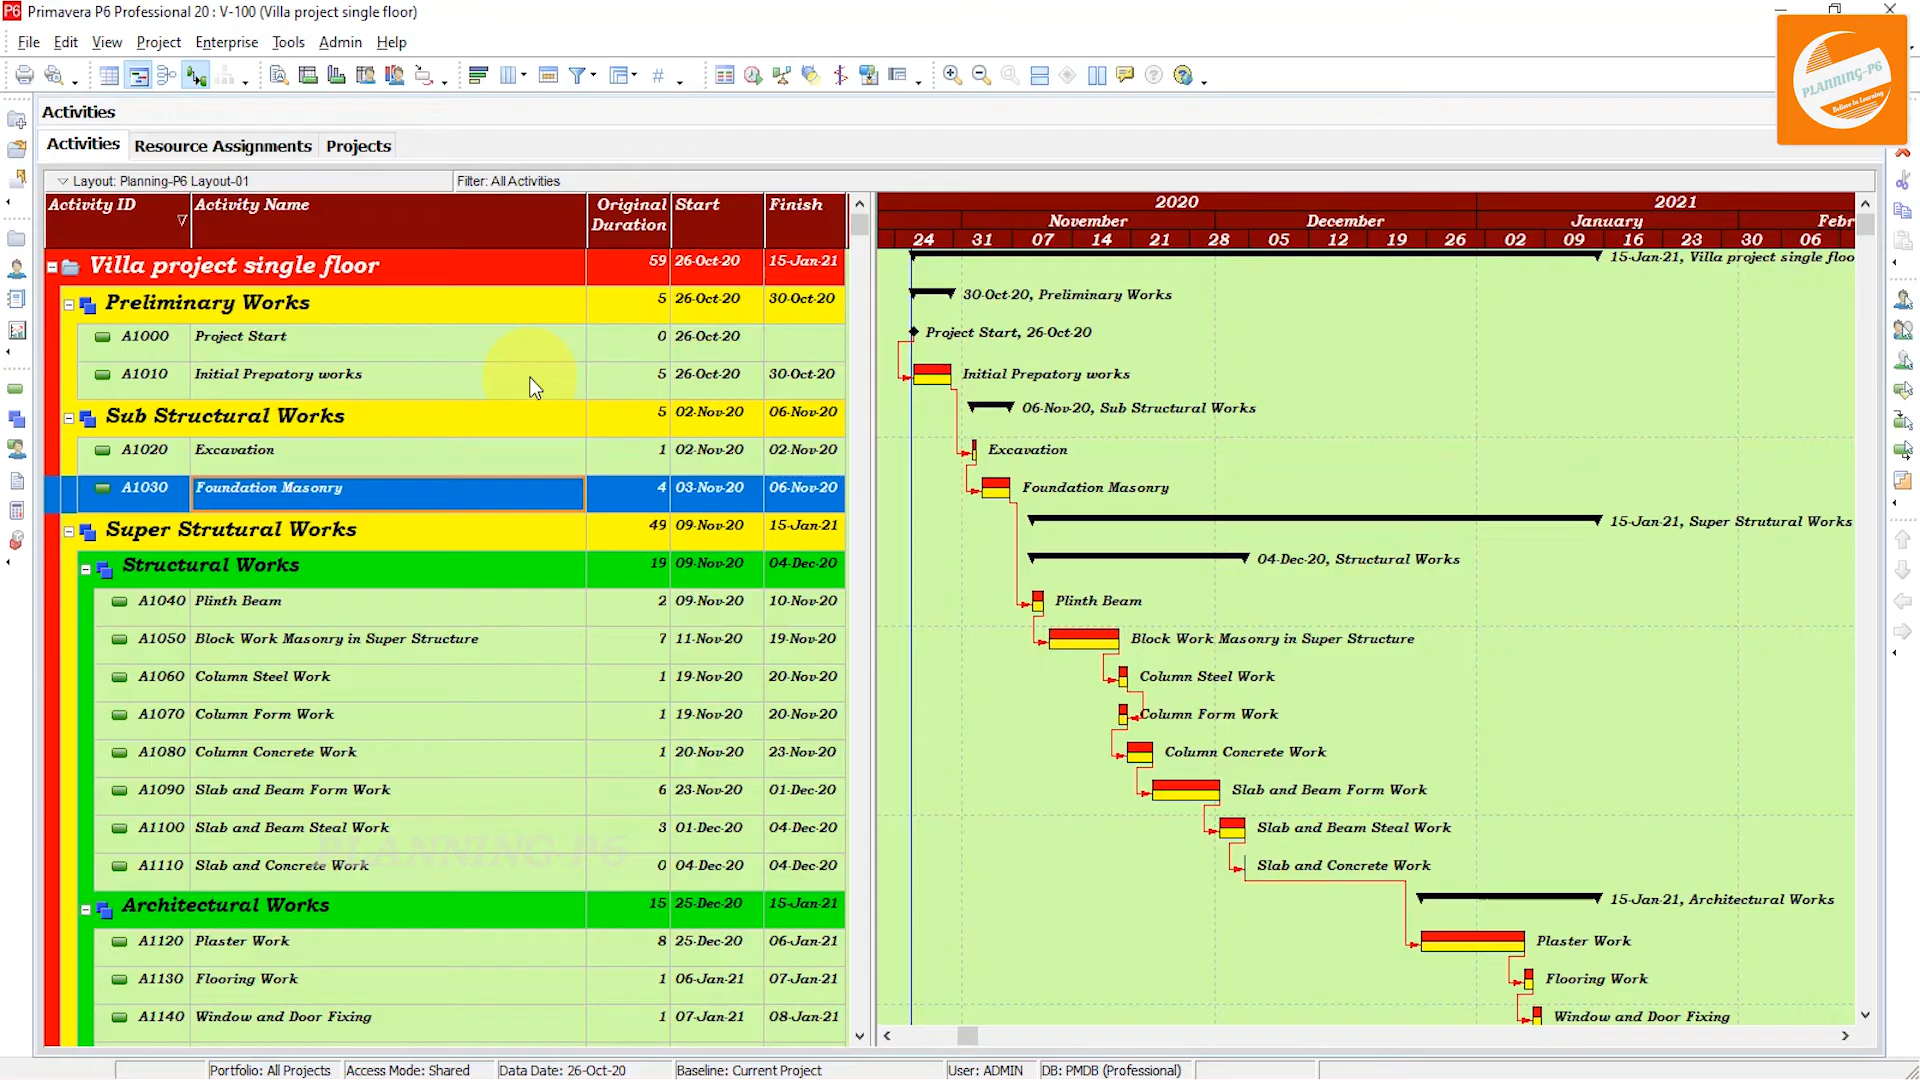 P6 Primavera P6 Professional 20 : V-100 (Villa project single floor)
File Edit View Project Enterprise Tools Admin Help
PLANNING-P6
Believe In Learning
Activities
Activities Resource Assignments Projects
Layout: Planning-P6 Layout-01 Filter: All Activities
Activity ID Activity Name Original Duration Start Finish
2020 2021
November December January Febr
24 31 07 14 21 28 05 12 19 26 02 09 16 23 30 06
Villa project single floor 59 26-Oct-20 15-Jan-21 15-Jan-21, Villa project single floo
Preliminary Works 5 26-Oct-20 30-Oct-20 30-Oct-20, Preliminary Works
A1000 Project Start 0 26-Oct-20 Project Start, 26-Oct-20
A1010 Initial Prepatory works 5 26-Oct-20 30-Oct-20 Initial Prepatory works
Sub Structural Works 5 02-Nov-20 06-Nov-20 06-Nov-20, Sub Structural Works
A1020 Excavation 1 02-Nov-20 02-Nov-20 Excavation
A1030 Foundation Masonry 4 03-Nov-20 06-Nov-20 Foundation Masonry
Super Strutural Works 49 09-Nov-20 15-Jan-21 15-Jan-21, Super Strutural Works
Structural Works 19 09-Nov-20 04-Dec-20 04-Dec-20, Structural Works
A1040 Plinth Beam 2 09-Nov-20 10-Nov-20 Plinth Beam
A1050 Block Work Masonry in Super Structure 7 11-Nov-20 19-Nov-20 Block Work Masonry in Super Structure
A1060 Column Steel Work 1 19-Nov-20 20-Nov-20 Column Steel Work
A1070 Column Form Work 1 19-Nov-20 20-Nov-20 Column Form Work
A1080 Column Concrete Work 1 20-Nov-20 23-Nov-20 Column Concrete Work
A1090 Slab and Beam Form Work 6 23-Nov-20 01-Dec-20 Slab and Beam Form Work
A1100 Slab and Beam Steal Work 3 01-Dec-20 04-Dec-20 Slab and Beam Steal Work
PLANNING-P6
A1110 Slab and Concrete Work 0 04-Dec-20 04-Dec-20 Slab and Concrete Work
Architectural Works 15 25-Dec-20 15-Jan-21 15-Jan-21, Architectural Works
A1120 Plaster Work 8 25-Dec-20 06-Jan-21 Plaster Work
A1130 Flooring Work 1 06-Jan-21 07-Jan-21 Flooring Work
A1140 Window and Door Fixing 1 07-Jan-21 08-Jan-21 Window and Door Fixing
Portfolio: All Projects Access Mode: Shared Data Date: 26-Oct-20 Baseline: Current Project User: ADMIN DB: PMDB (Professional)